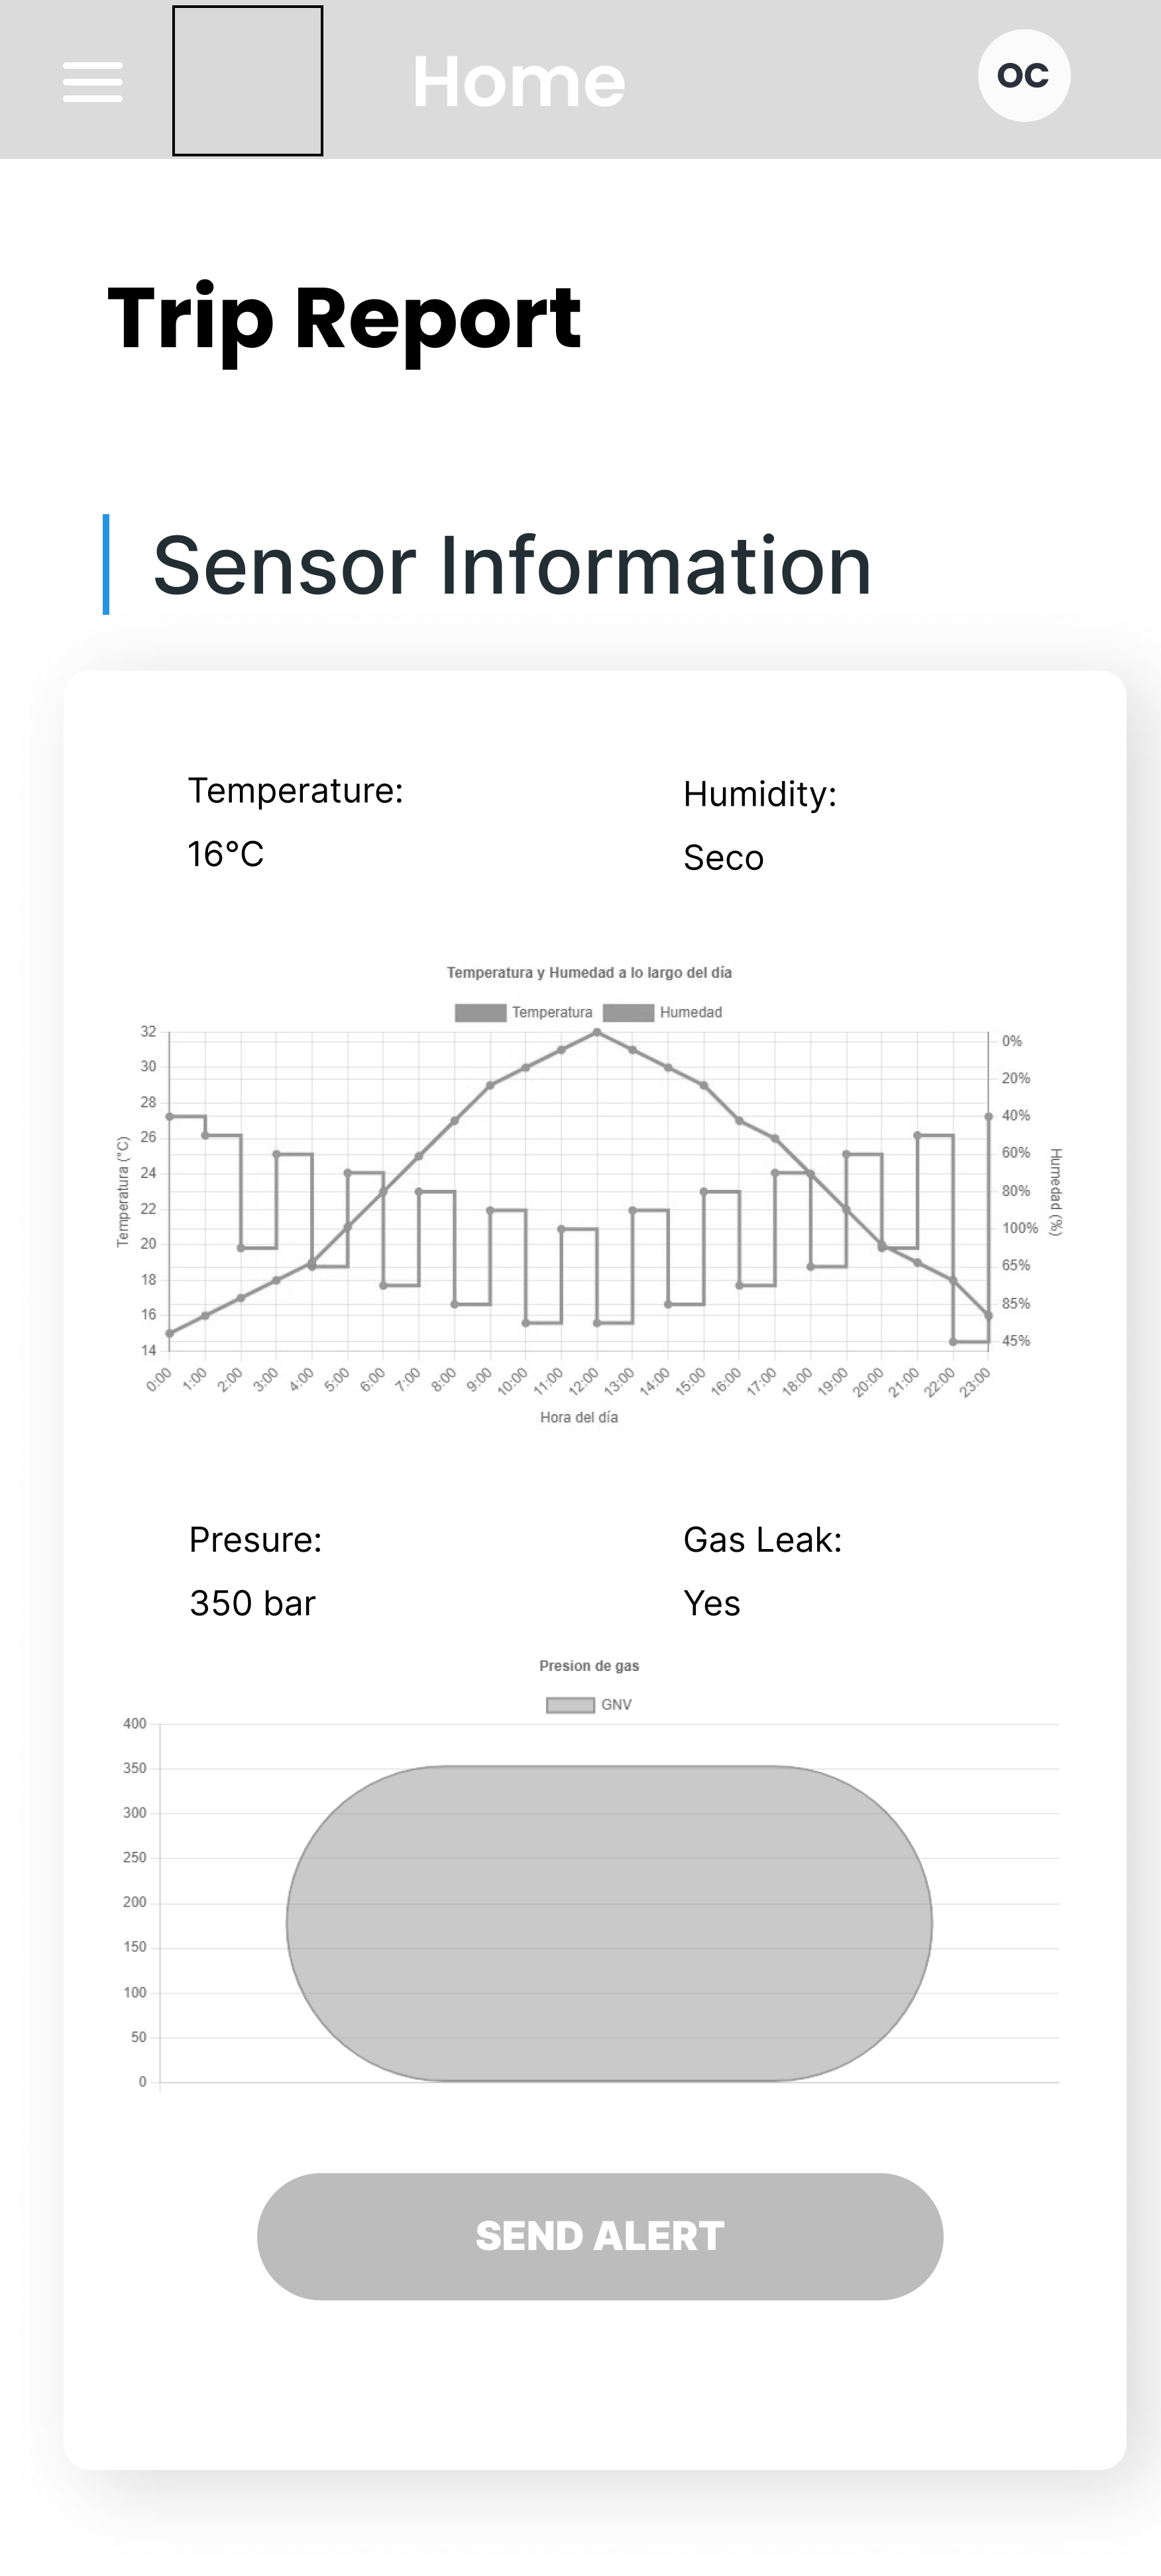 Home
OC
Trip Report
Sensor Information
Temperature:
16°C
Humidity:
Seco
Temperatura y Humedad a lo largo del día
Temperatura
Humedad
32
30
28
26
24
22
20
18
16
14
Temperatura (°C)
0%
20%
40%
60%
80%
100%
65%
85%
45%
Humedad (%)
0:00
1:00
2:00
3:00
4:00
5:00
6:00
7:00
8:00
9:00
10:00
11:00
12:00
13:00
14:00
15:00
16:00
17:00
18:00
19:00
20:00
21:00
22:00
23:00
Hora del día
Presure:
350 bar
Gas Leak:
Yes
Presion de gas
GNV
400
350
300
250
200
150
100
50
0
SEND ALERT